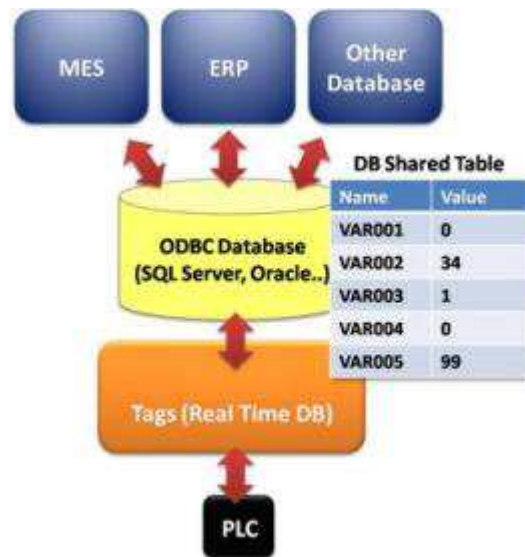 MES
ERP
Other
Database
DB Shared Table
Name Value
VAR001 0
VAR002 34
VAR003 1
VAR004 0
VAR005 99
ODBC Database
(SQL Server, Oracle..)
Tags (Real Time DB)
PLC